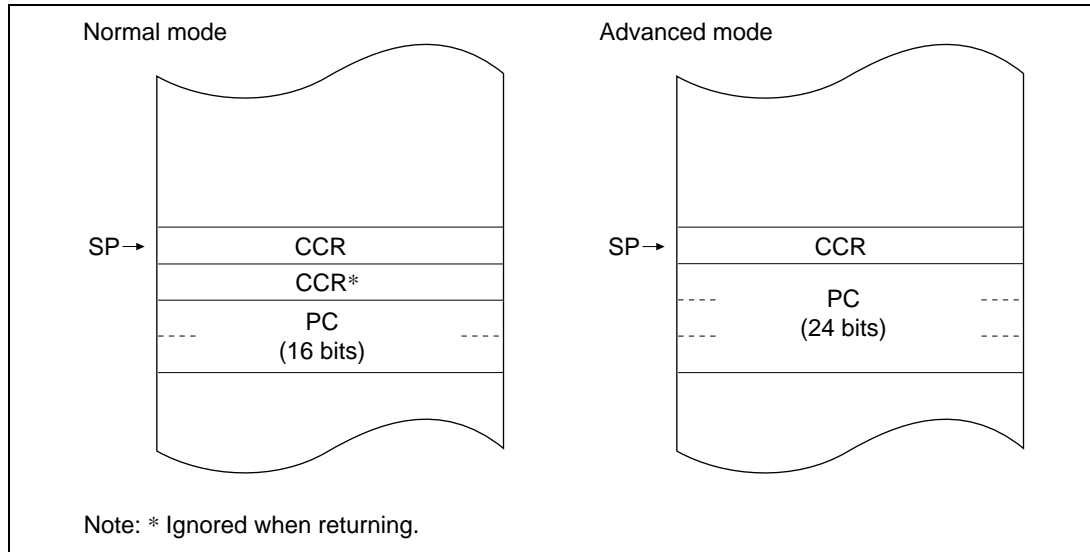 Normal mode
SP→
CCR
CCR*
PC
(16 bits)
Advanced mode
SP→
CCR
PC
(24 bits)
Note: * Ignored when returning.